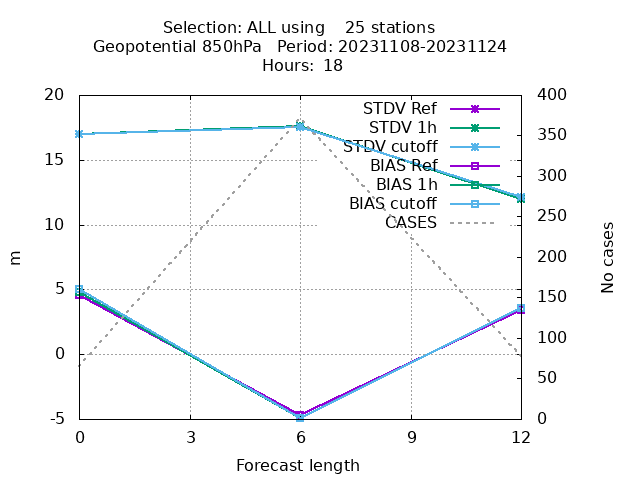 Selection: ALL using    25 stations
Geopotential 850hPa   Period: 20231108-20231124
Hours: 18
STDV Ref
STDV 1h
STDV cutoff
BIAS Ref
BIAS 1h
BIAS cutoff
CASES
20
15
10
5
0
-5
m
400
350
300
250
200
150
100
50
0
No cases
0 3 6 9 12
Forecast length